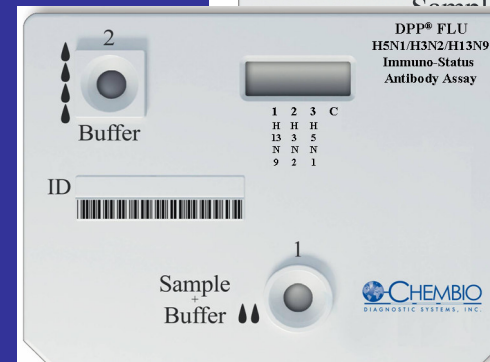 2
Buffer
ID
DPP® FLU
H5N1/H3N2/H13N9
Immuno-Status
Antibody Assay
1 2 3 C
H H H
13 3 5
N N N
9 2 1
1
Sample
+
Buffer
CHEMBIO
DIAGNOSTIC SYSTEMS, INC.